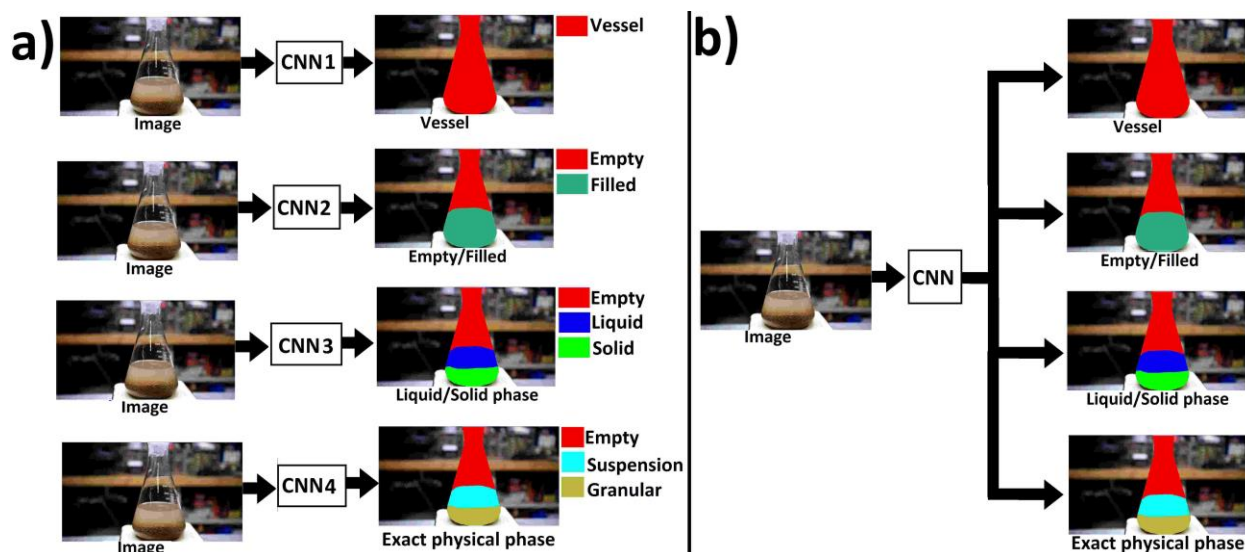 a)
CNN1
Vessel
Image
Vessel
CNN2
Empty
Filled
Image
Empty/Filled
CNN3
Empty
Liquid
Solid
Image
Liquid/Solid phase
CNN4
Empty
Suspension
Granular
Image
Exact physical phase
b)
Vessel
Empty/Filled
CNN
Image
Liquid/Solid phase
Exact physical phase